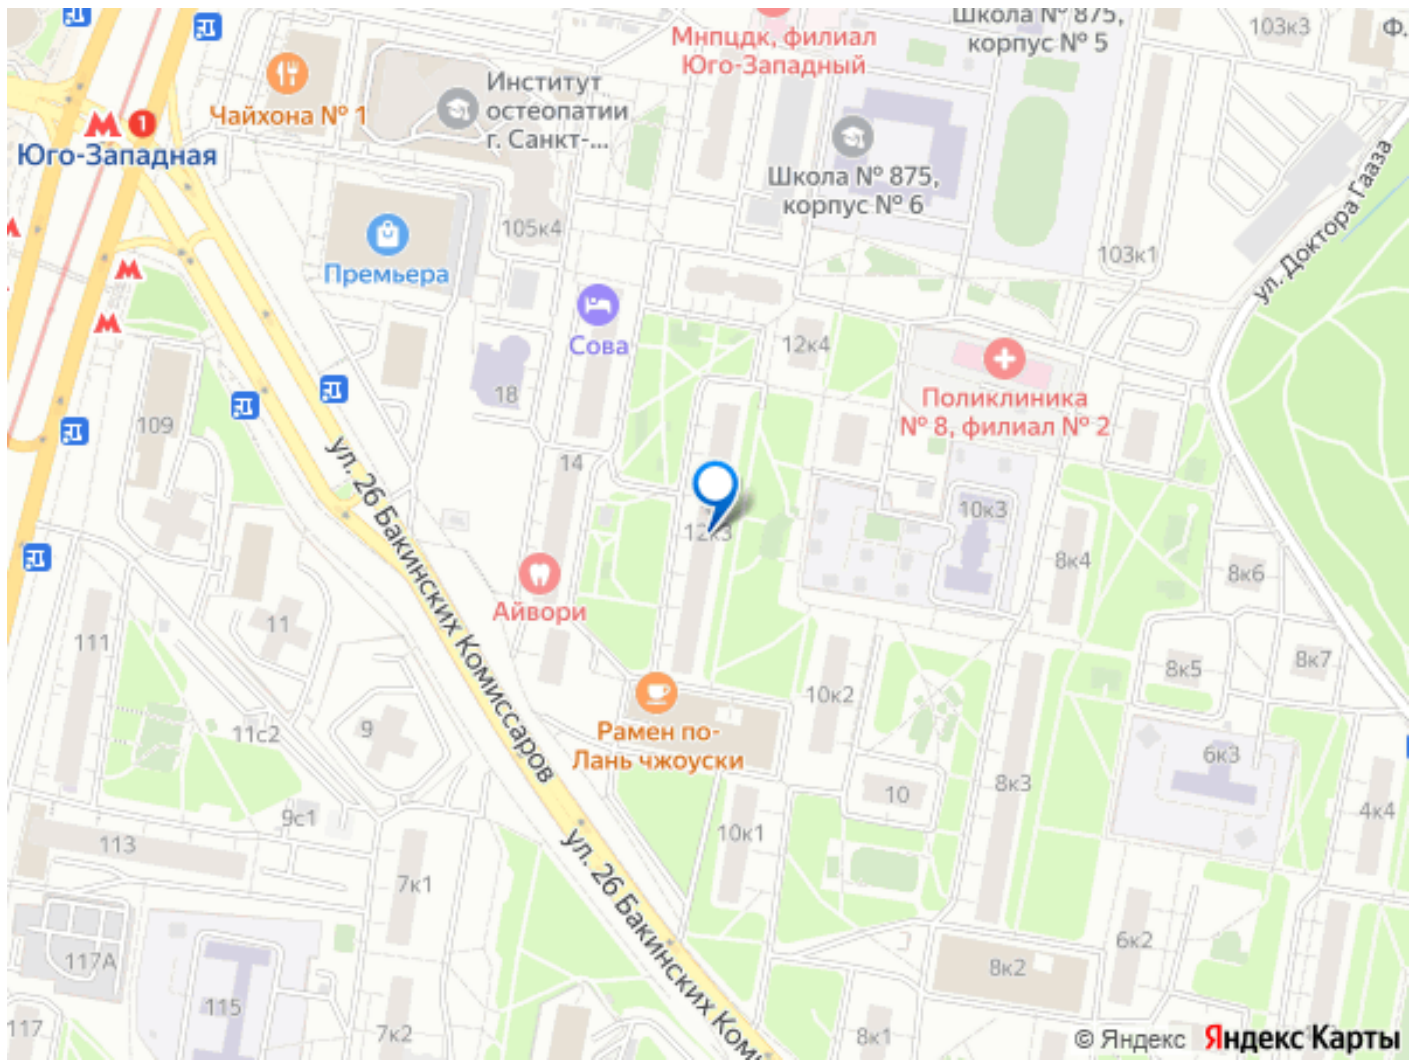 Школа № 875,
корпус № 5
103к3
Ф.
Мнпцдк, филиал
Юго-Западный
Институт
остеопатии
г. Санкт-...
Чайхона № 1
М 1
Юго-Западная
Школа № 875,
корпус № 6
105к4
103к1
ул. Доктора Гааза
Премьера
Сова
12к4
18
Поликлиника
№ 8, филиал № 2
109
14
ул. 26 Бакинских Комиссаров
12к3
10к3
8к4
8к6
Айвори
11
111
8к5
8к7
10к2
11с2
9
Рамен по-
Лань чжоуски
6к3
10
8к3
4к4
9с1
113
10к1
ул. 26 Бакинских Коми
7к1
6к2
117А
8к2
115
117
7к2
8к1
© Яндекс Яндекс Карты